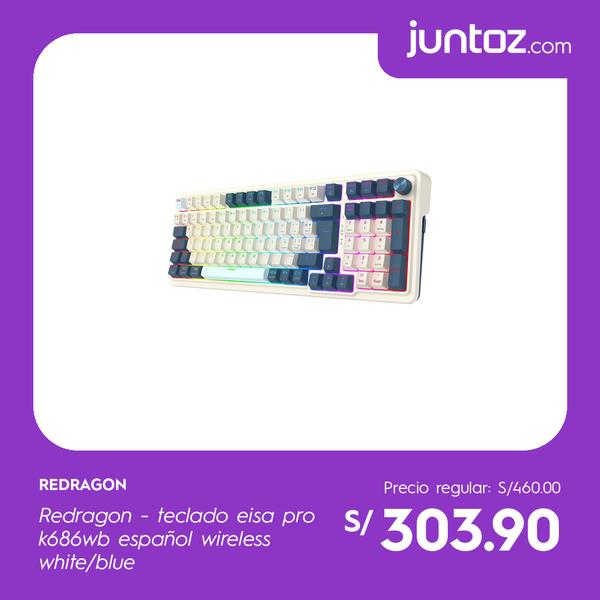 juntoz.com
REDRAGON
Redragon - teclado eisa pro
k686wb español wireless
white/blue
Precio regular: S/460.00
S/303.90